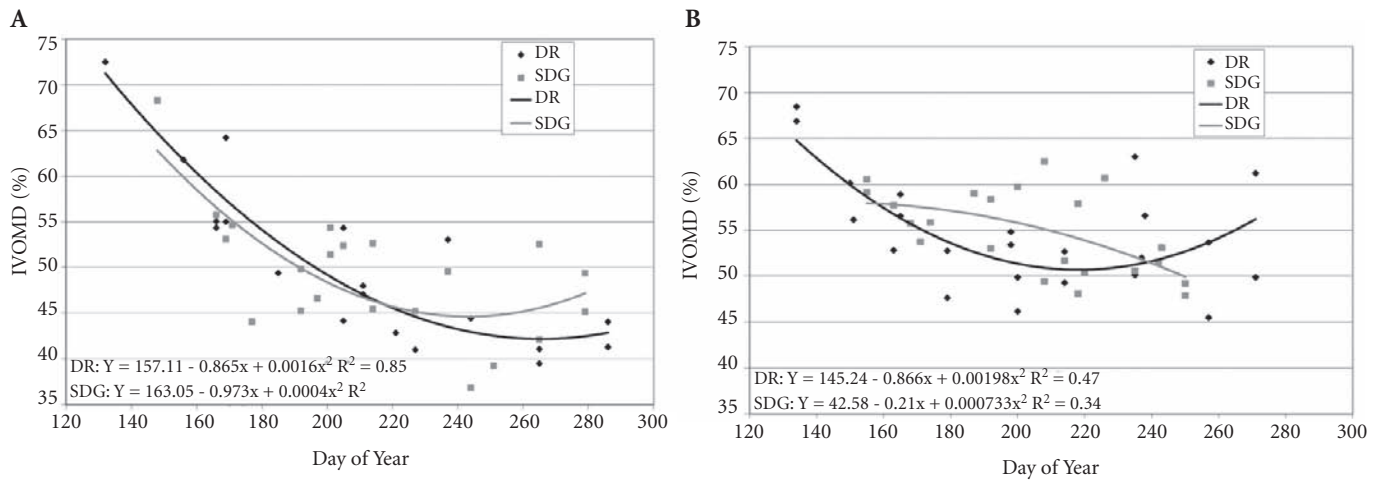 A
75
70
65
60
55
50
45
40
35
IVOMD (%)
DR
SDG
DR
SDG
DR: Y = 157.11 - 0.865x + 0.0016x² R² = 0.85
SDG: Y = 163.05 - 0.973x + 0.0004x² R²
120 140 160 180 200 220 240 260 280 300
Day of Year
B
75
70
65
60
55
50
45
40
35
IVOMD (%)
DR
SDG
DR
SDG
DR: Y = 145.24 - 0.866x + 0.00198x² R² = 0.47
SDG: Y = 42.58 - 0.21x + 0.000733x² R² = 0.34
120 140 160 180 200 220 240 260 280 300
Day of Year